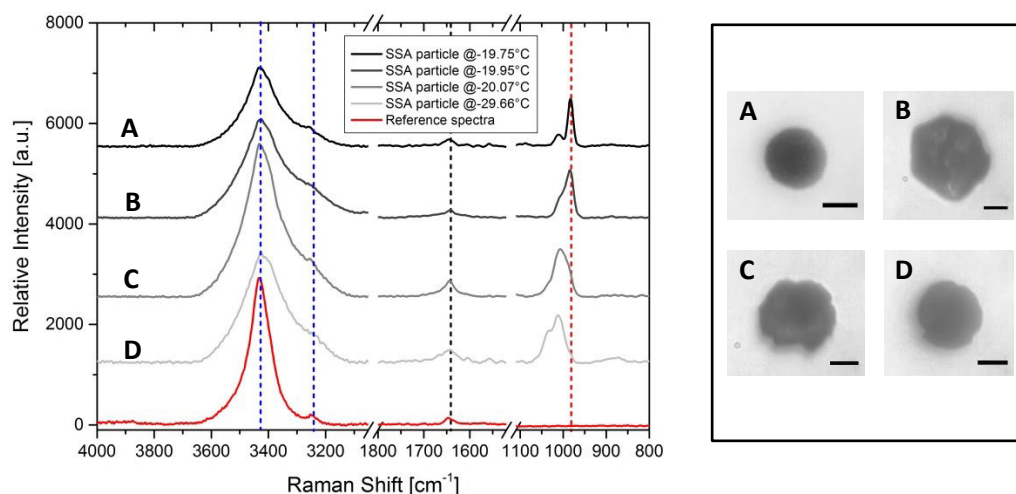 8000
6000
4000
2000
0
Relative Intensity [a.u.]
SSA particle @-19.75°C
SSA particle @-19.95°C
SSA particle @-20.07°C
SSA particle @-29.66°C
Reference spectra
A
B
C
D
4000 3800 3600 3400 3200 1800 1600 1100 1000 900 800
Raman Shift [cm⁻¹]
A B
C D